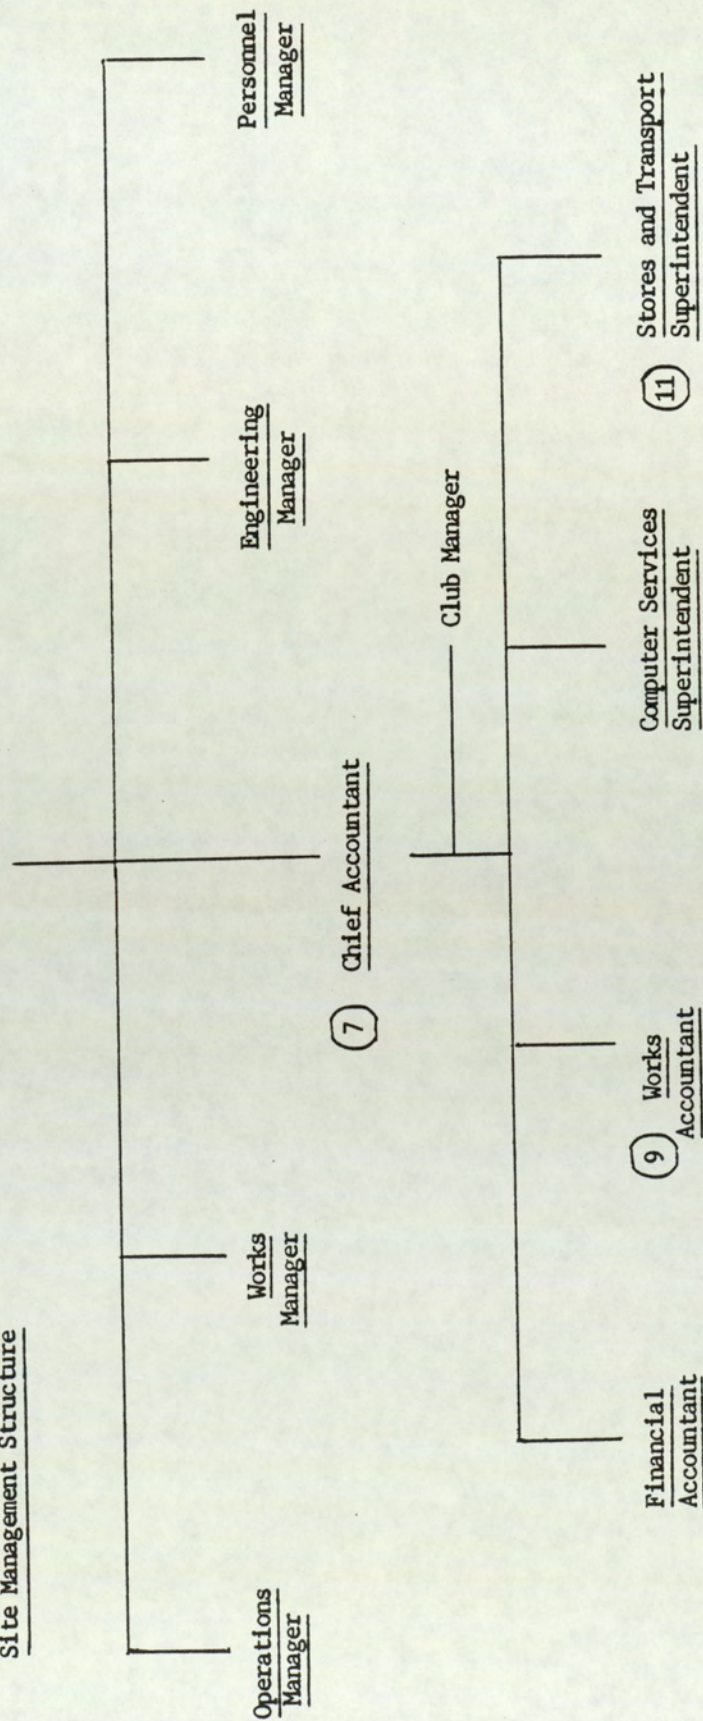 Site Management Structure
Operations
Manager
Works
Manager
Engineering
Manager
Personnel
Manager
7 Chief Accountant
Club Manager
Financial
Accountant
9 Works
Accountant
Computer Services
Superintendent
11 Stores and Transport
Superintendent